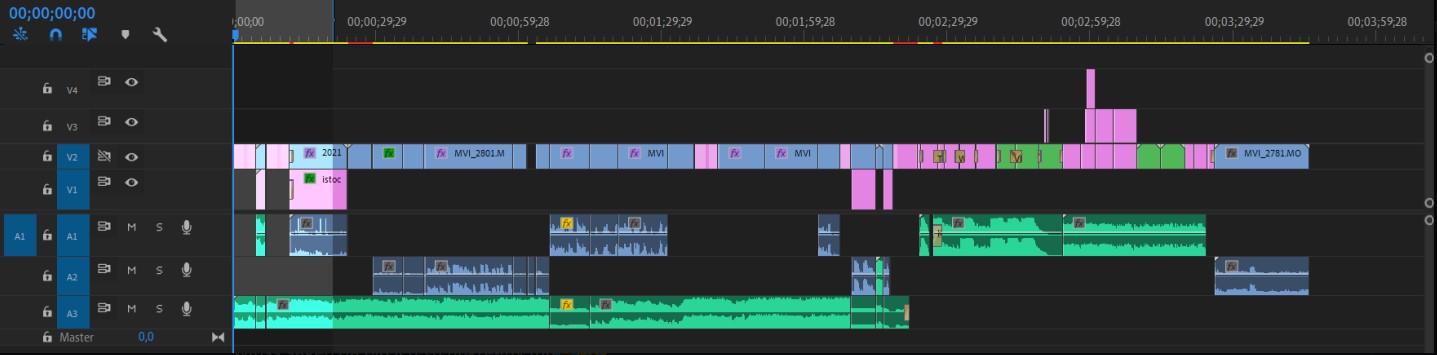 00;00;00;00
;00;00 00;00;29;29 00;00;59;28 00;01;29;29 00;01;59;28 00;02;29;29 00;02;59;28 00;03;29;29 00;03;59;28
V4
V3
V2 fx 2021 fx fx MVI_2801.M fx fx MVI fx fx MVI fx MVI_2781.MO
V1 fx istoc
A1 A1 M S fx fx fx fx fx
A2 M S fx fx fx
A3 M S fx fx fx
Master 0,0